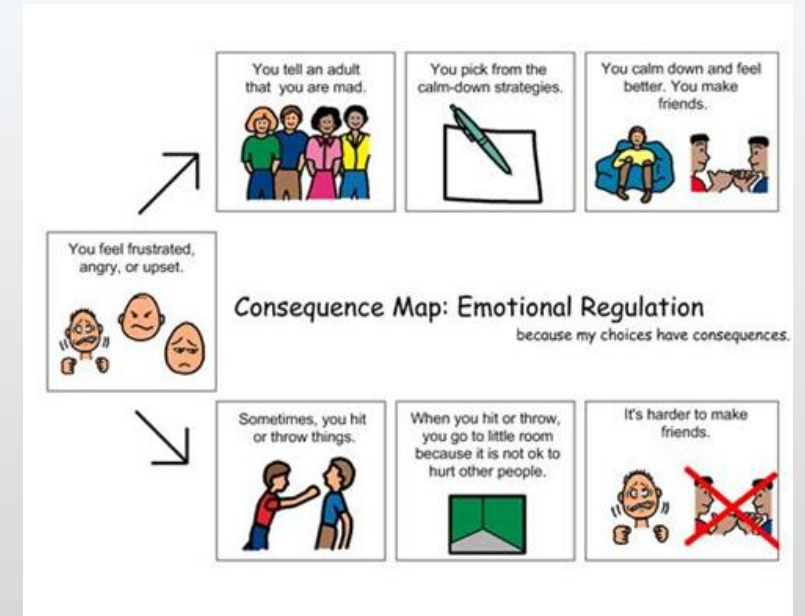 You tell an adult
that you are mad.
You pick from the
calm-down strategies.
You calm down and feel
better. You make
friends.
You feel frustrated,
angry, or upset.
Consequence Map: Emotional Regulation
because my choices have consequences.
Sometimes, you hit
or throw things.
When you hit or throw,
you go to little room
because it is not ok to
hurt other people.
It's harder to make
friends.